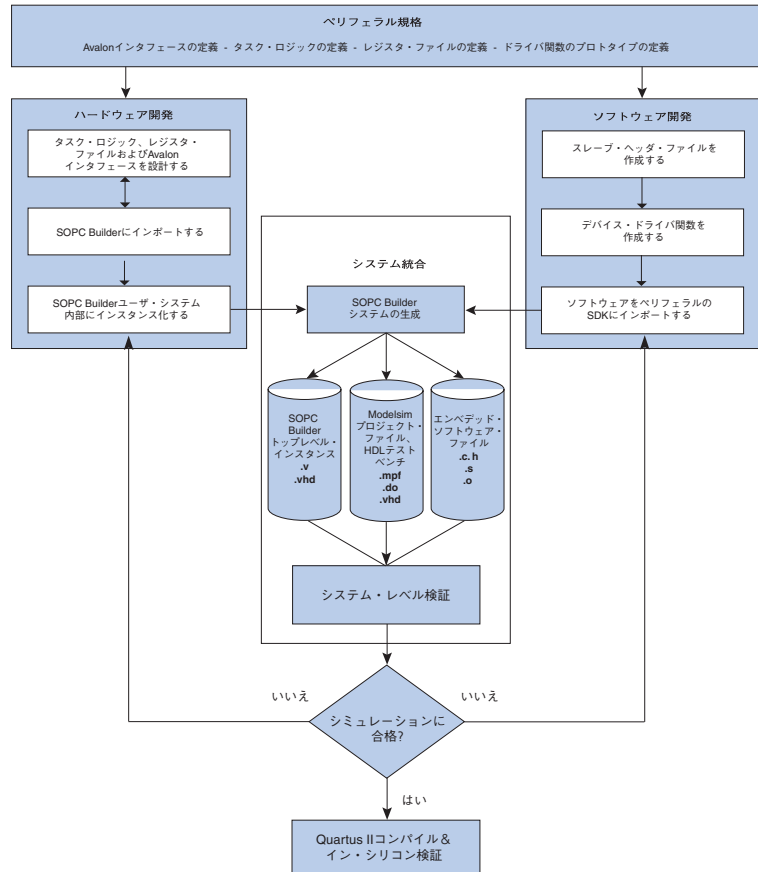 ペリフェラル規格
Avalonインタフェースの定義 - タスク・ロジックの定義 - レジスタ・ファイルの定義 - ドライバ関数のプロトタイプの定義
ハードウェア開発
タスク・ロジック、レジスタ・
ファイルおよびAvalon
インタフェースを設計する
SOPC Builderにインポートする
SOPC Builderユーザ・システム
内部にインスタンス化する
ソフトウェア開発
スレーブ・ヘッダ・ファイルを
作成する
デバイス・ドライバ関数を
作成する
ソフトウェアをペリフェラルの
SDKにインポートする
システム統合
SOPC Builder
システムの生成
SOPC
Builder
トップレベル・
インスタンス
.v
.vhd
Modelsim
プロジェクト・
ファイル、
HDLテスト
ベンチ
.mpf
.do
.vhd
エンベデッド・
ソフトウェア・
ファイル
.c.h
.s
.o
システム・レベル検証
いいえ
いいえ
シミュレーションに
合格?
はい
Quartus IIコンパイル＆
イン・シリコン検証